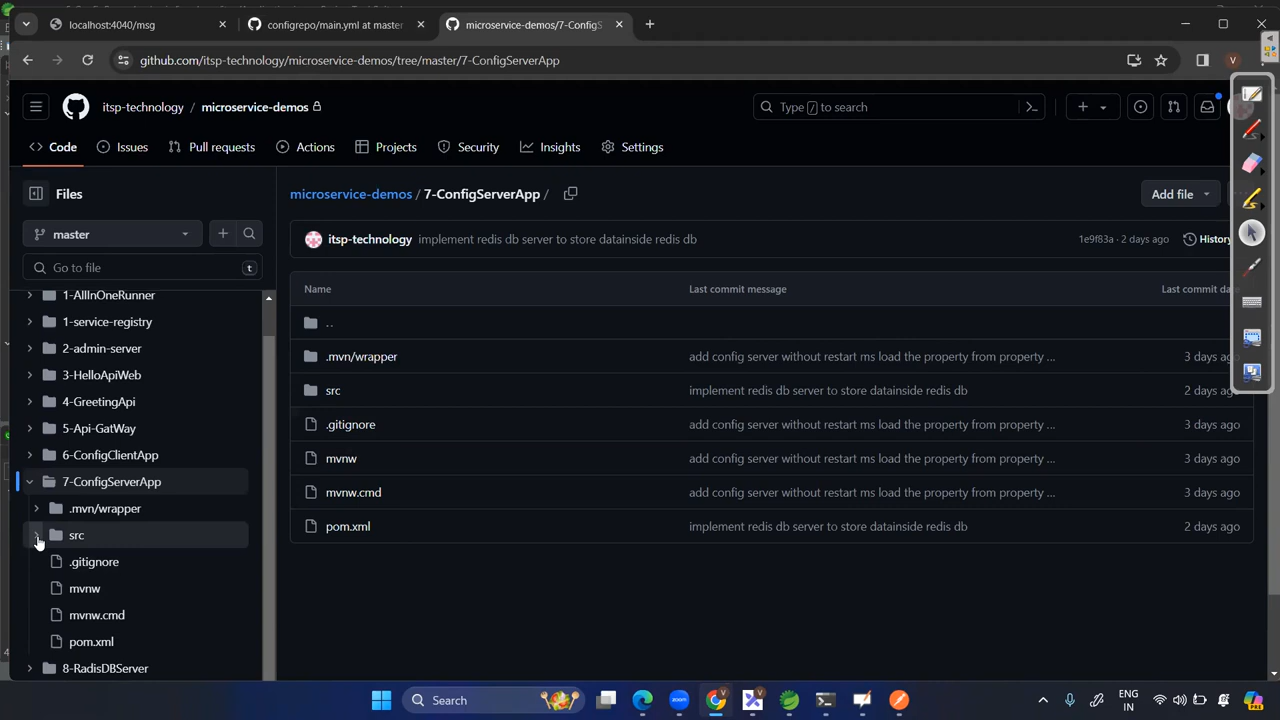 localhost:4040/msg
configrepo/main.yml at master
microservice-demos/7-ConfigS
github.com/itsp-technology/microservice-demos/tree/master/7-ConfigServerApp
V
itsp-technology / microservice-demos
Type / to search
Code
Issues
Pull requests
Actions
Projects
Security
Insights
Settings
Files
master
Go to file
t
1-AllInOneRunner
1-service-registry
2-admin-server
3-HelloApiWeb
4-GreetingApi
5-Api-GatWay
6-ConfigClientApp
7-ConfigServerApp
.mvn/wrapper
src
.gitignore
mvnw
mvnw.cmd
pom.xml
8-RadisDBServer
microservice-demos / 7-ConfigServerApp /
Add file
itsp-technology implement redis db server to store datainside redis db
1e9f83a · 2 days ago
History
Name Last commit message Last commit da
..
.mvn/wrapper add config server without restart ms load the property from property ... 3 days ago
src implement redis db server to store datainside redis db 2 days ago
.gitignore add config server without restart ms load the property from property ... 3 days ago
mvnw add config server without restart ms load the property from property ... 3 days ago
mvnw.cmd add config server without restart ms load the property from property ... 3 days ago
pom.xml implement redis db server to store datainside redis db 2 days ago
Search
zoom
ENG
IN
PRE